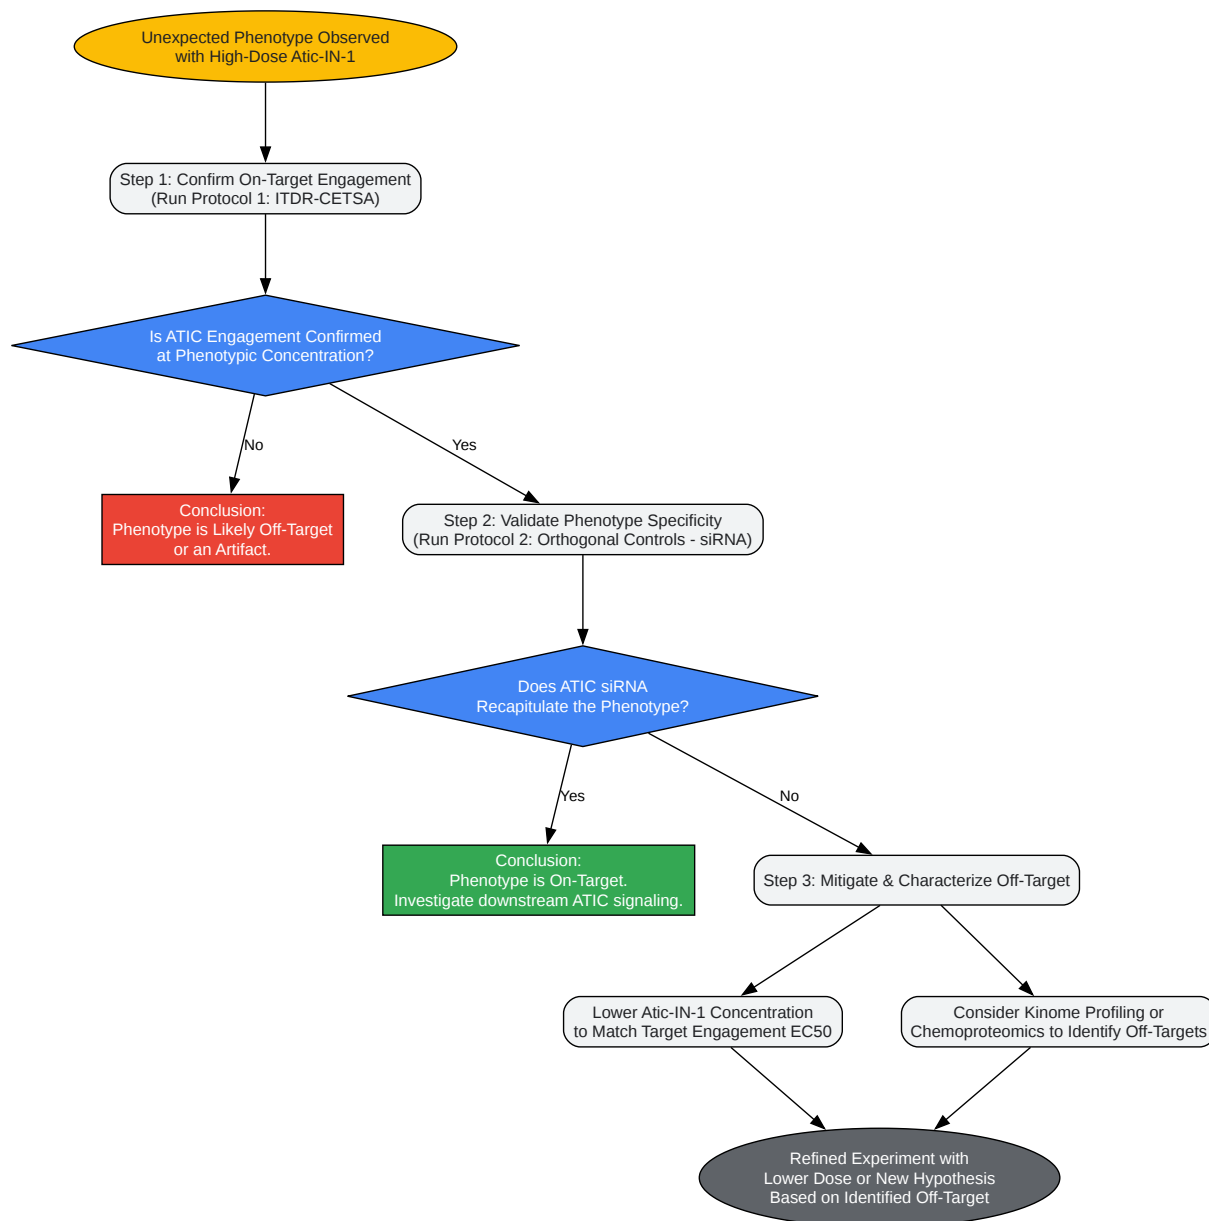 Unexpected Phenotype Observed
with High-Dose Atic-IN-1
Step 1: Confirm On-Target Engagement
(Run Protocol 1: ITDR-CETSA)
Is ATIC Engagement Confirmed
at Phenotypic Concentration?
No
Yes
Conclusion:
Phenotype is Likely Off-Target
or an Artifact.
Step 2: Validate Phenotype Specificity
(Run Protocol 2: Orthogonal Controls - siRNA)
Does ATIC siRNA
Recapitulate the Phenotype?
Yes
No
Conclusion:
Phenotype is On-Target.
Investigate downstream ATIC signaling.
Step 3: Mitigate & Characterize Off-Target
Lower Atic-IN-1 Concentration
to Match Target Engagement EC50
Consider Kinome Profiling or
Chemoproteomics to Identify Off-Targets
Refined Experiment with
Lower Dose or New Hypothesis
Based on Identified Off-Target